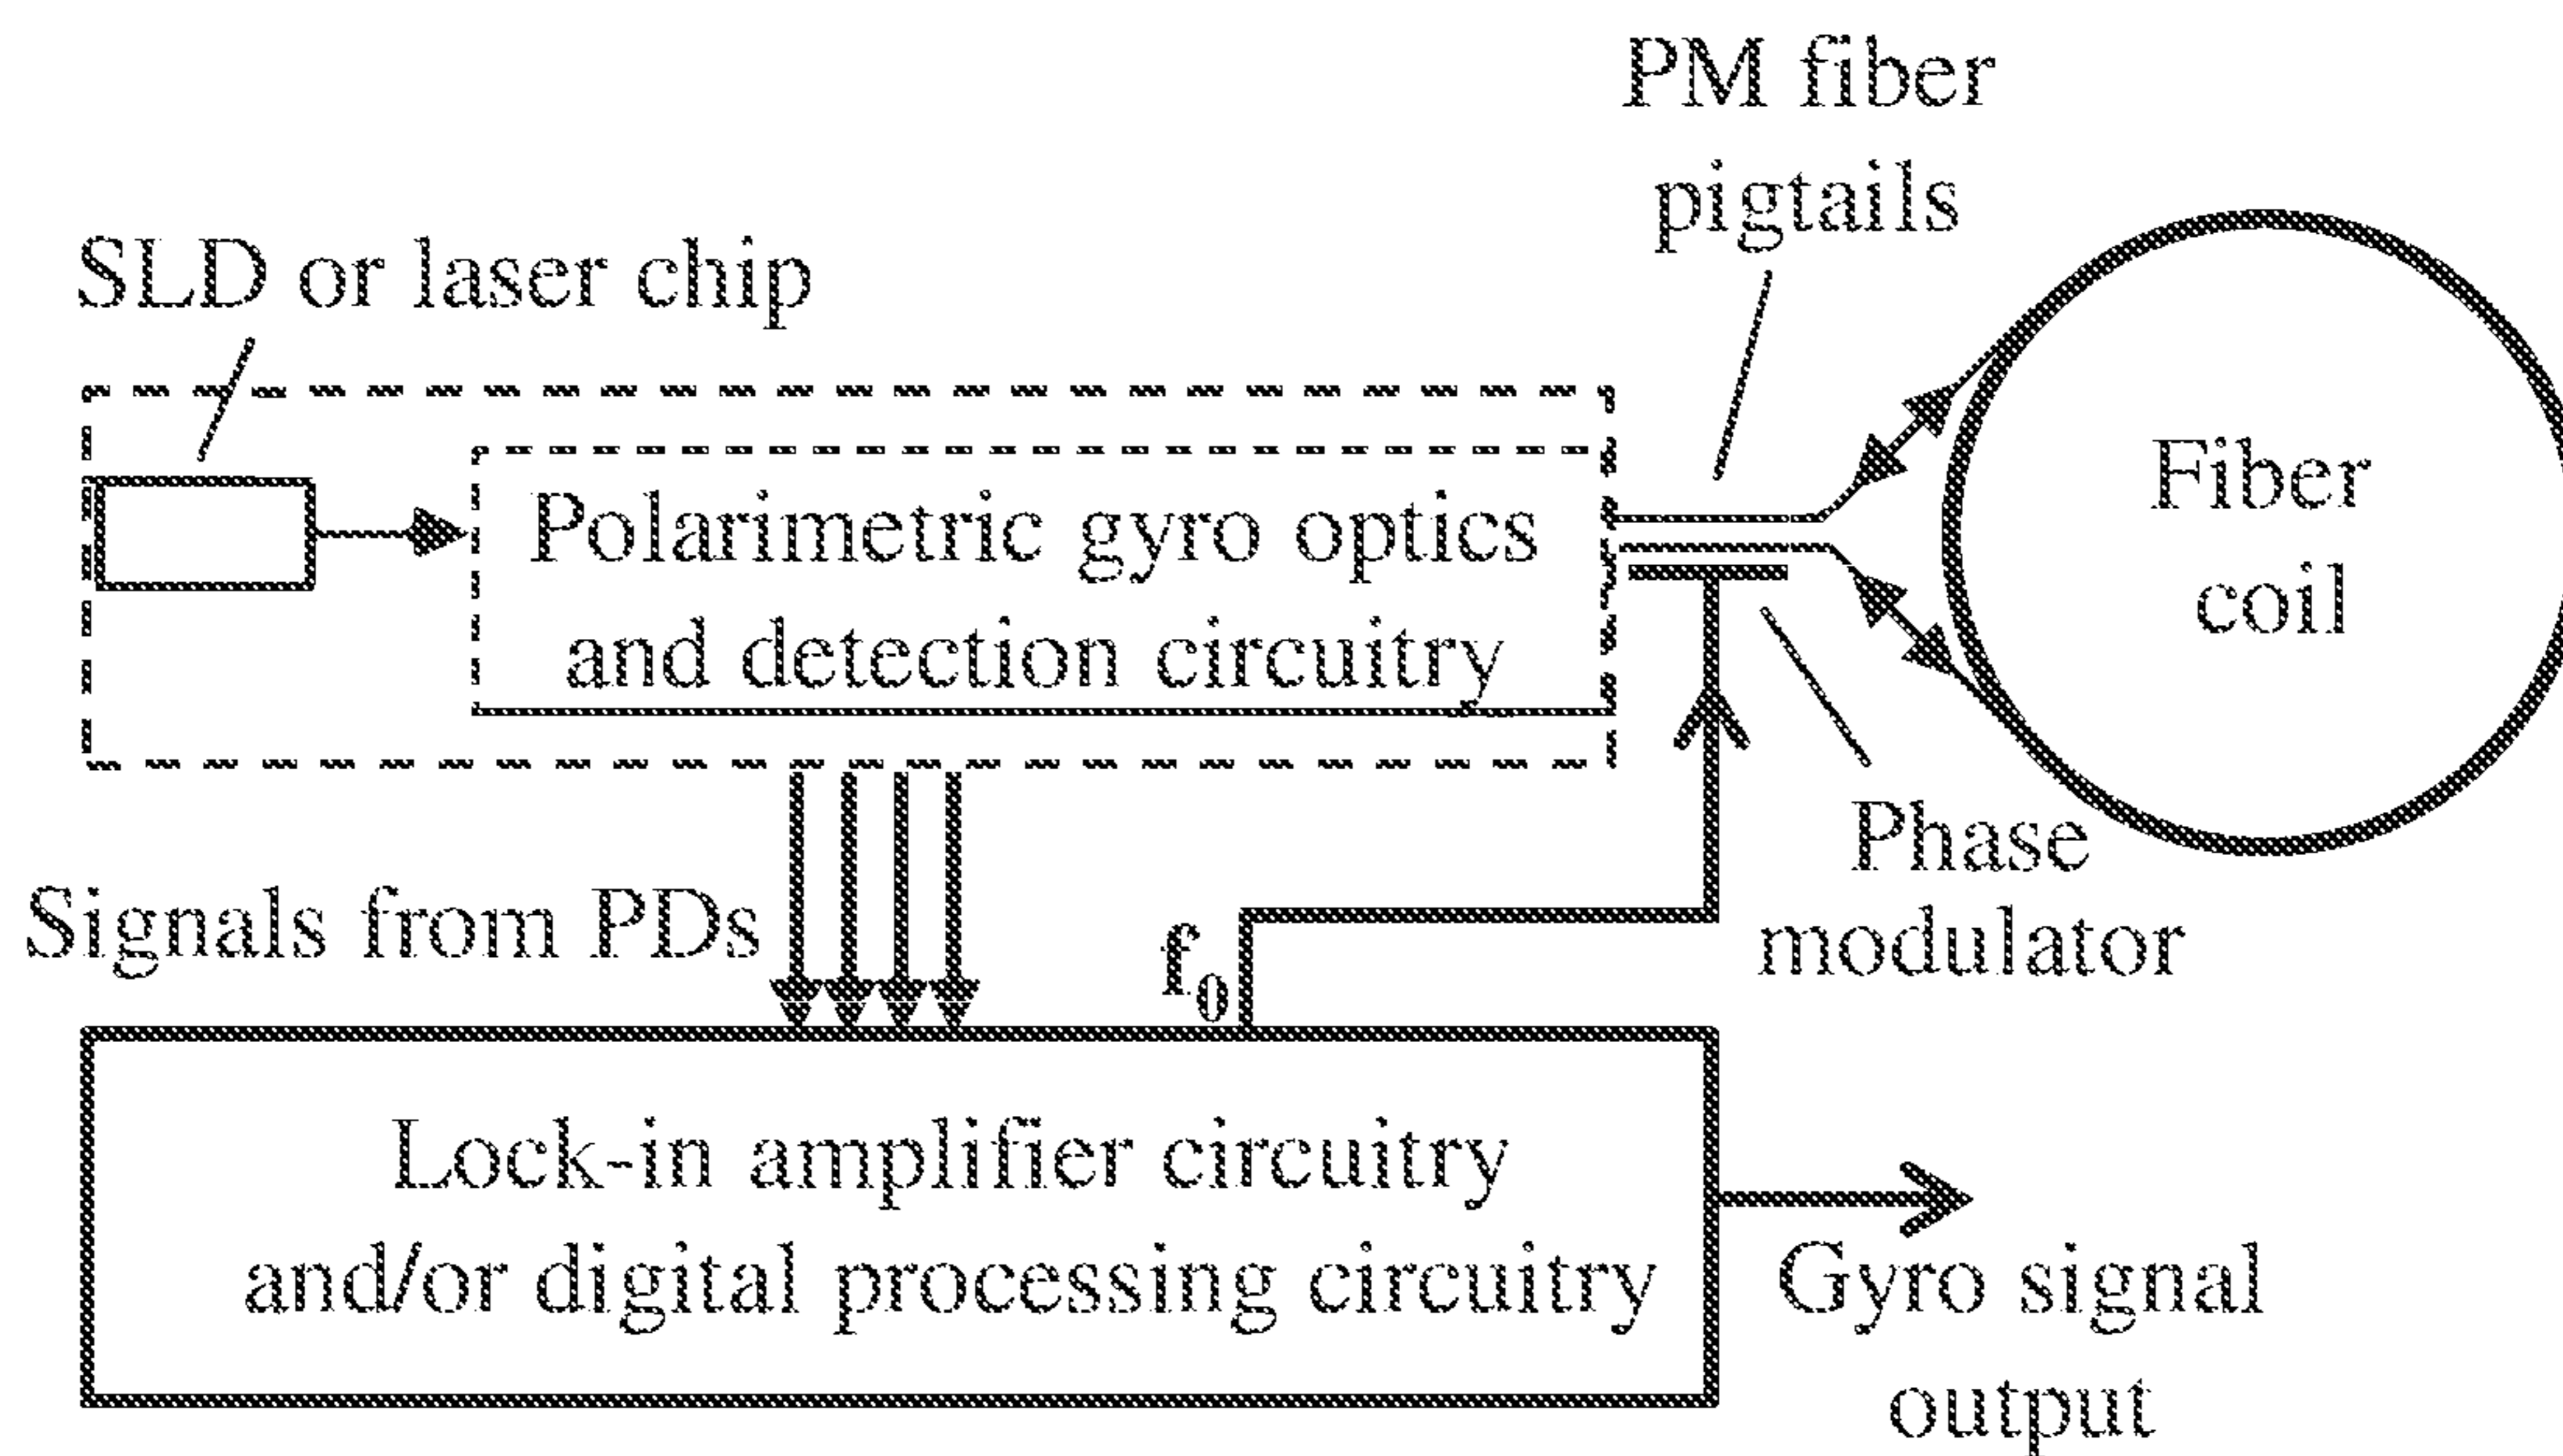 PM fiber
pigtails
SLD or laser chip
Polarimetric gyro optics
and detection circuitry
Fiber
coil
Phase
modulator
Signals from PDs
f₀
Lock-in amplifier circuitry
and/or digital processing circuitry
Gyro signal
output